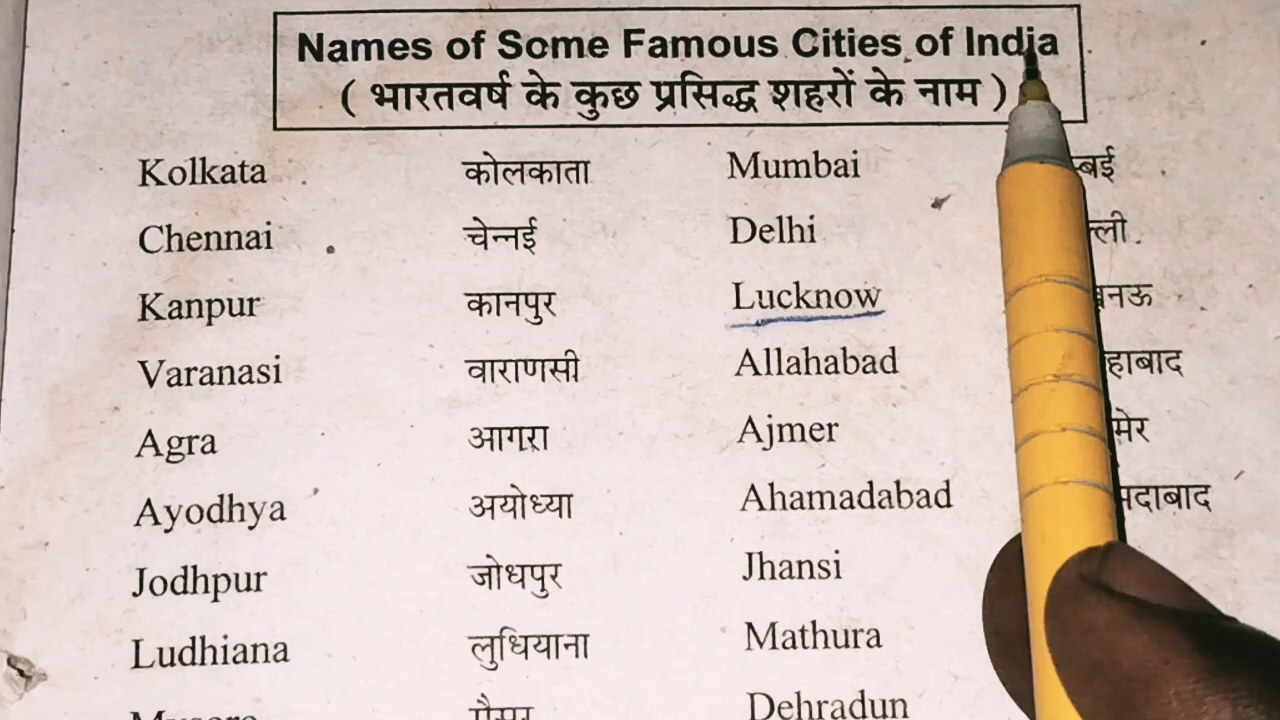 Names of Some Famous Cities of India
( भारतवर्ष के कुछ प्रसिद्ध शहरों के नाम )
Kolkata कोलकाता Mumbai
Chennai चेन्नई Delhi
Kanpur कानपुर Lucknow
Varanasi वाराणसी Allahabad
Agra आगरा Ajmer
Ayodhya अयोध्या Ahamadabad
Jodhpur जोधपुर Jhansi
Ludhiana लुधियाना Mathura
Dehradun